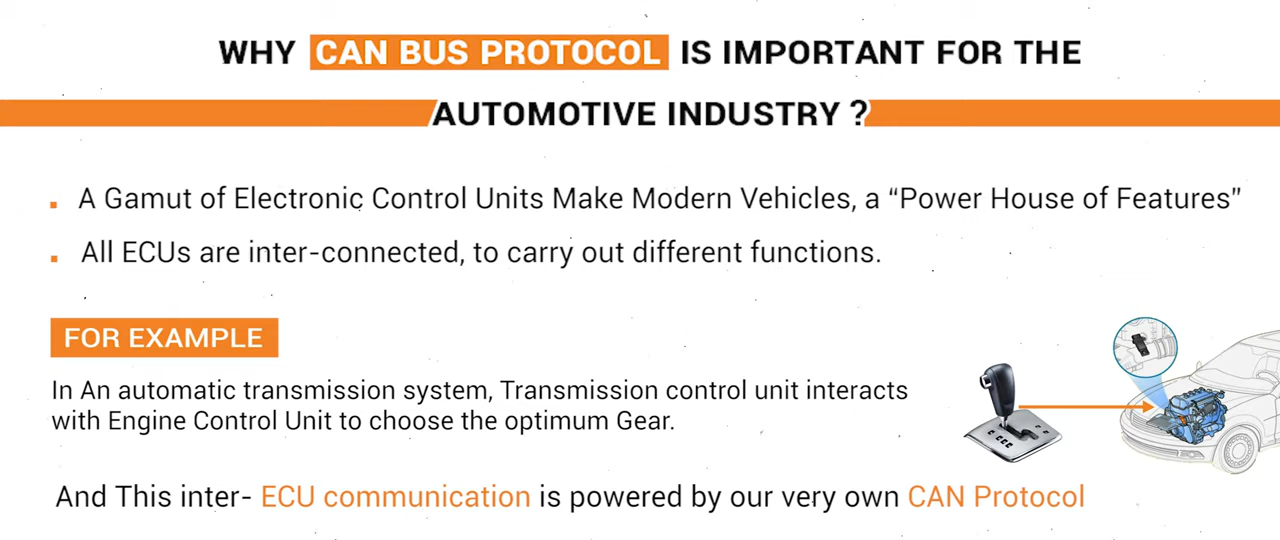 WHY CAN BUS PROTOCOL IS IMPORTANT FOR THE
AUTOMOTIVE INDUSTRY ?
A Gamut of Electronic Control Units Make Modern Vehicles, a “Power House of Features”
All ECUs are inter-connected, to carry out different functions.
FOR EXAMPLE
In An automatic transmission system, Transmission control unit interacts
with Engine Control Unit to choose the optimum Gear.
And This inter- ECU communication is powered by our very own CAN Protocol